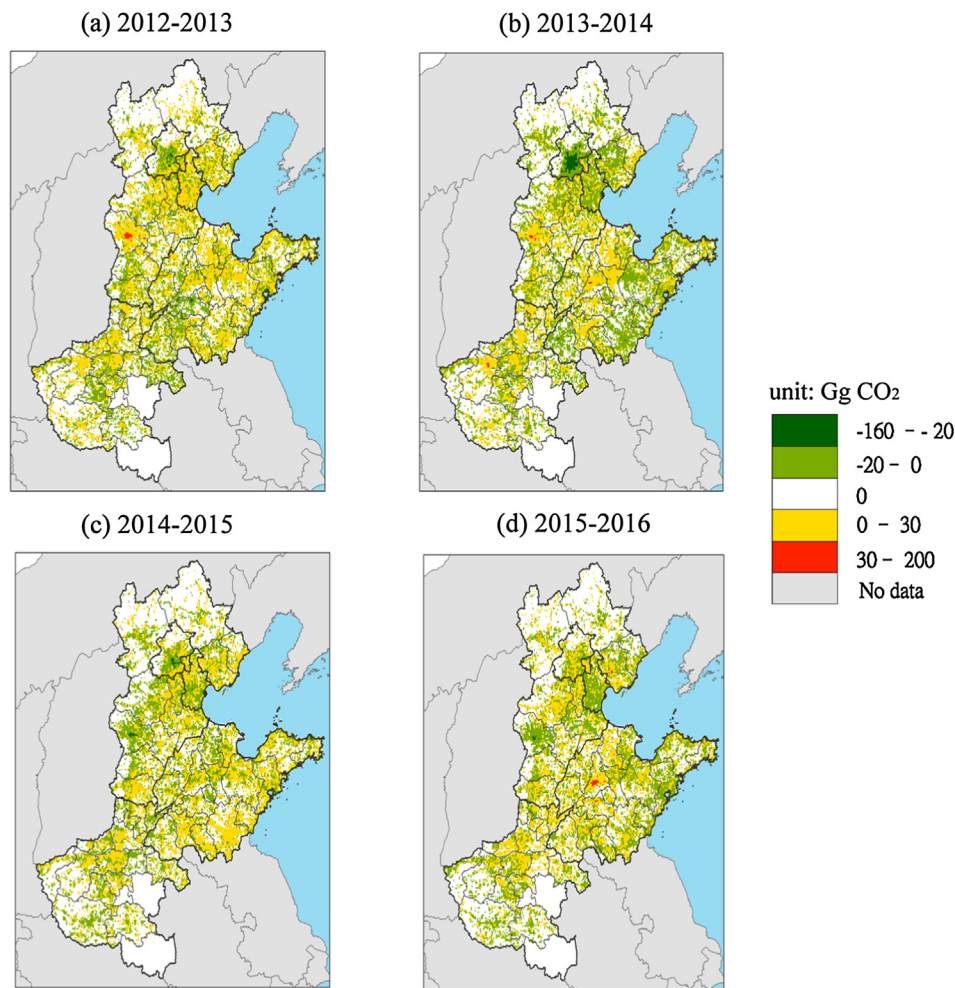 (a) 2012-2013
(b) 2013-2014
(c) 2014-2015
(d) 2015-2016
unit: Gg CO₂
-160 - - 20
-20 - 0
0
0 - 30
30 - 200
No data